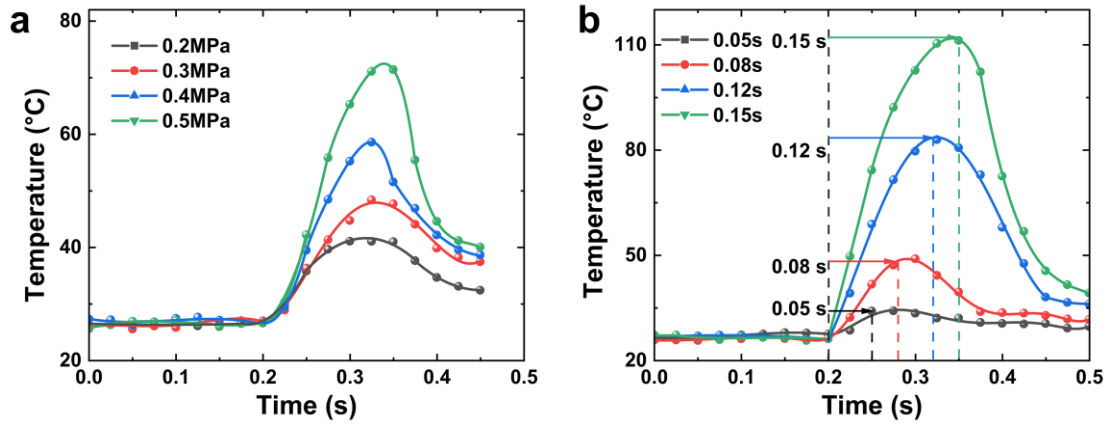 a
80
60
40
20
Temperature (°C)
0.2MPa
0.3MPa
0.4MPa
0.5MPa
0.0 0.1 0.2 0.3 0.4 0.5
Time (s)
b
110
80
50
20
Temperature (°C)
0.05s
0.08s
0.12s
0.15s
0.15 s
0.12 s
0.08 s
0.05 s
0.0 0.1 0.2 0.3 0.4 0.5
Time (s)